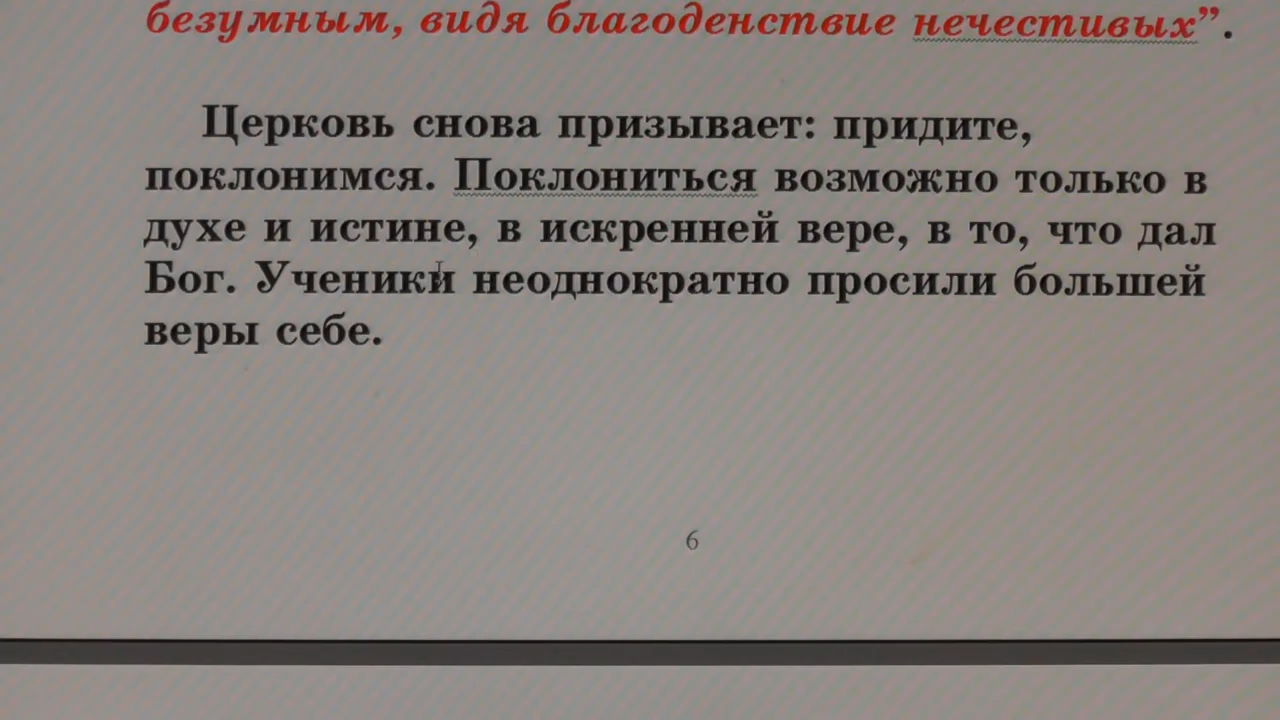 безумным, видя благоденствие нечестивых”.
Церковь снова призывает: придите,
поклонимся. Поклониться возможно только в
духе и истине, в искренней вере, в то, что дал
Бог. Ученики неоднократно просили большей
веры себе.
6